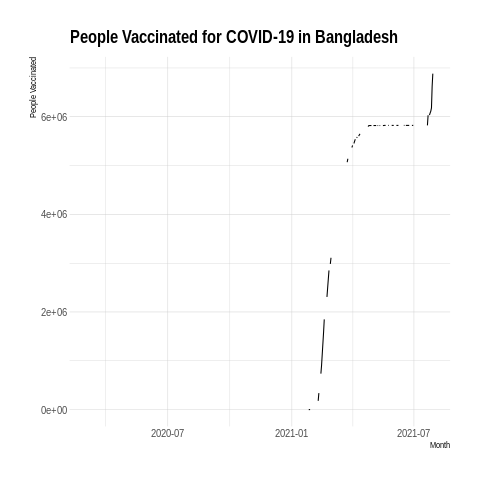 People Vaccinated for COVID-19 in Bangladesh
People Vaccinated
6e+06
4e+06
2e+06
0e+00
2020-07
2021-01
2021-07
Month